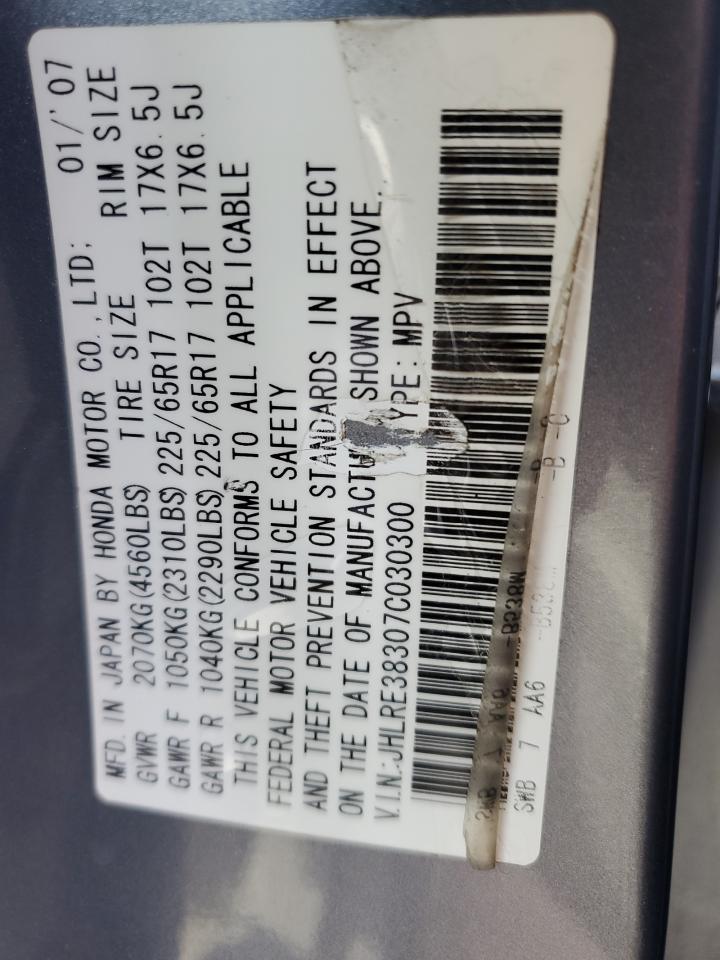 MFD. IN JAPAN BY HONDA MOTOR CO.,LTD; 01/'07
GVWR 2070KG(4560LBS) TIRE SIZE RIM SIZE
GAWR F 1050KG(2310LBS) 225/65R17 102T 17X6.5J
GAWR R 1040KG(2290LBS) 225/65R17 102T 17X6.5J
THIS VEHICLE CONFORMS TO ALL APPLICABLE
FEDERAL MOTOR VEHICLE SAFETY
AND THEFT PREVENTION STANDARDS IN EFFECT
ON THE DATE OF MANUFACTU SHOWN ABOVE.
V.I.N.:JHLRE38307C030300 YPE: MPV
SWB 7 AA6 -B538M -B -C